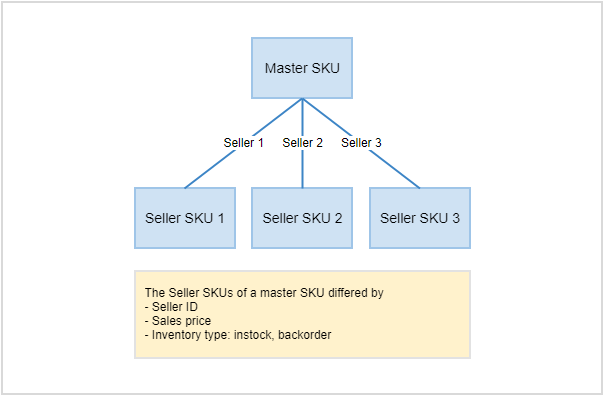 Master SKU
Seller 1
Seller 2
Seller 3
Seller SKU 1
Seller SKU 2
Seller SKU 3
The Seller SKUs of a master SKU differed by
- Seller ID
- Sales price
- Inventory type: instock, backorder